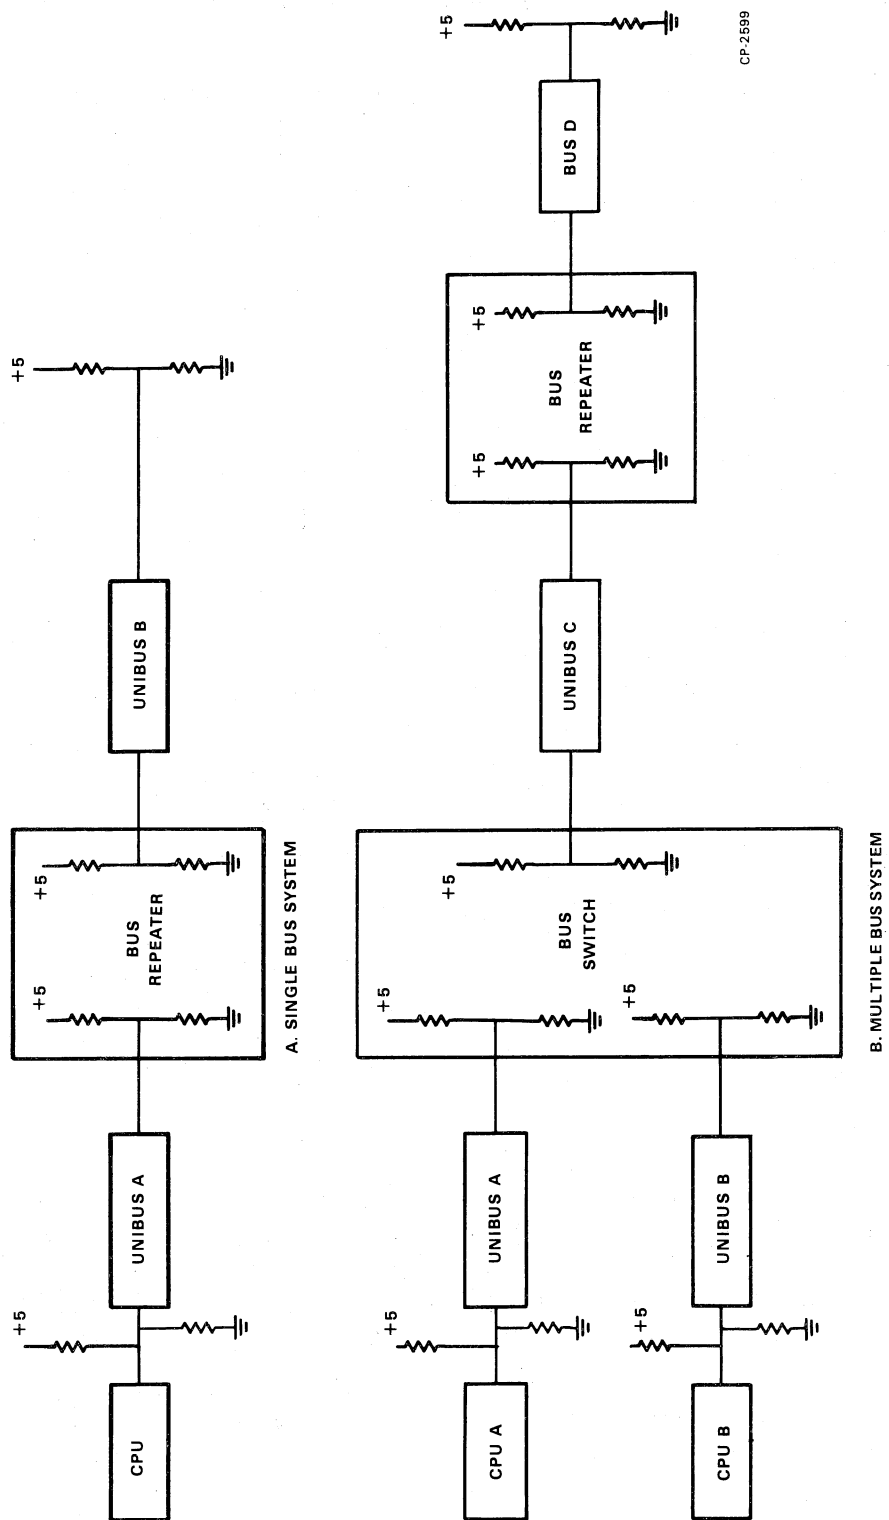 +5
+5
+5
+5
CPU
UNIBUS A
BUS
REPEATER
UNIBUS B
A. SINGLE BUS SYSTEM
+5
+5
+5
+5
+5
+5
CPU A
UNIBUS A
BUS
SWITCH
UNIBUS C
BUS
REPEATER
BUS D
+5
+5
CPU B
UNIBUS B
CP-2599
B. MULTIPLE BUS SYSTEM